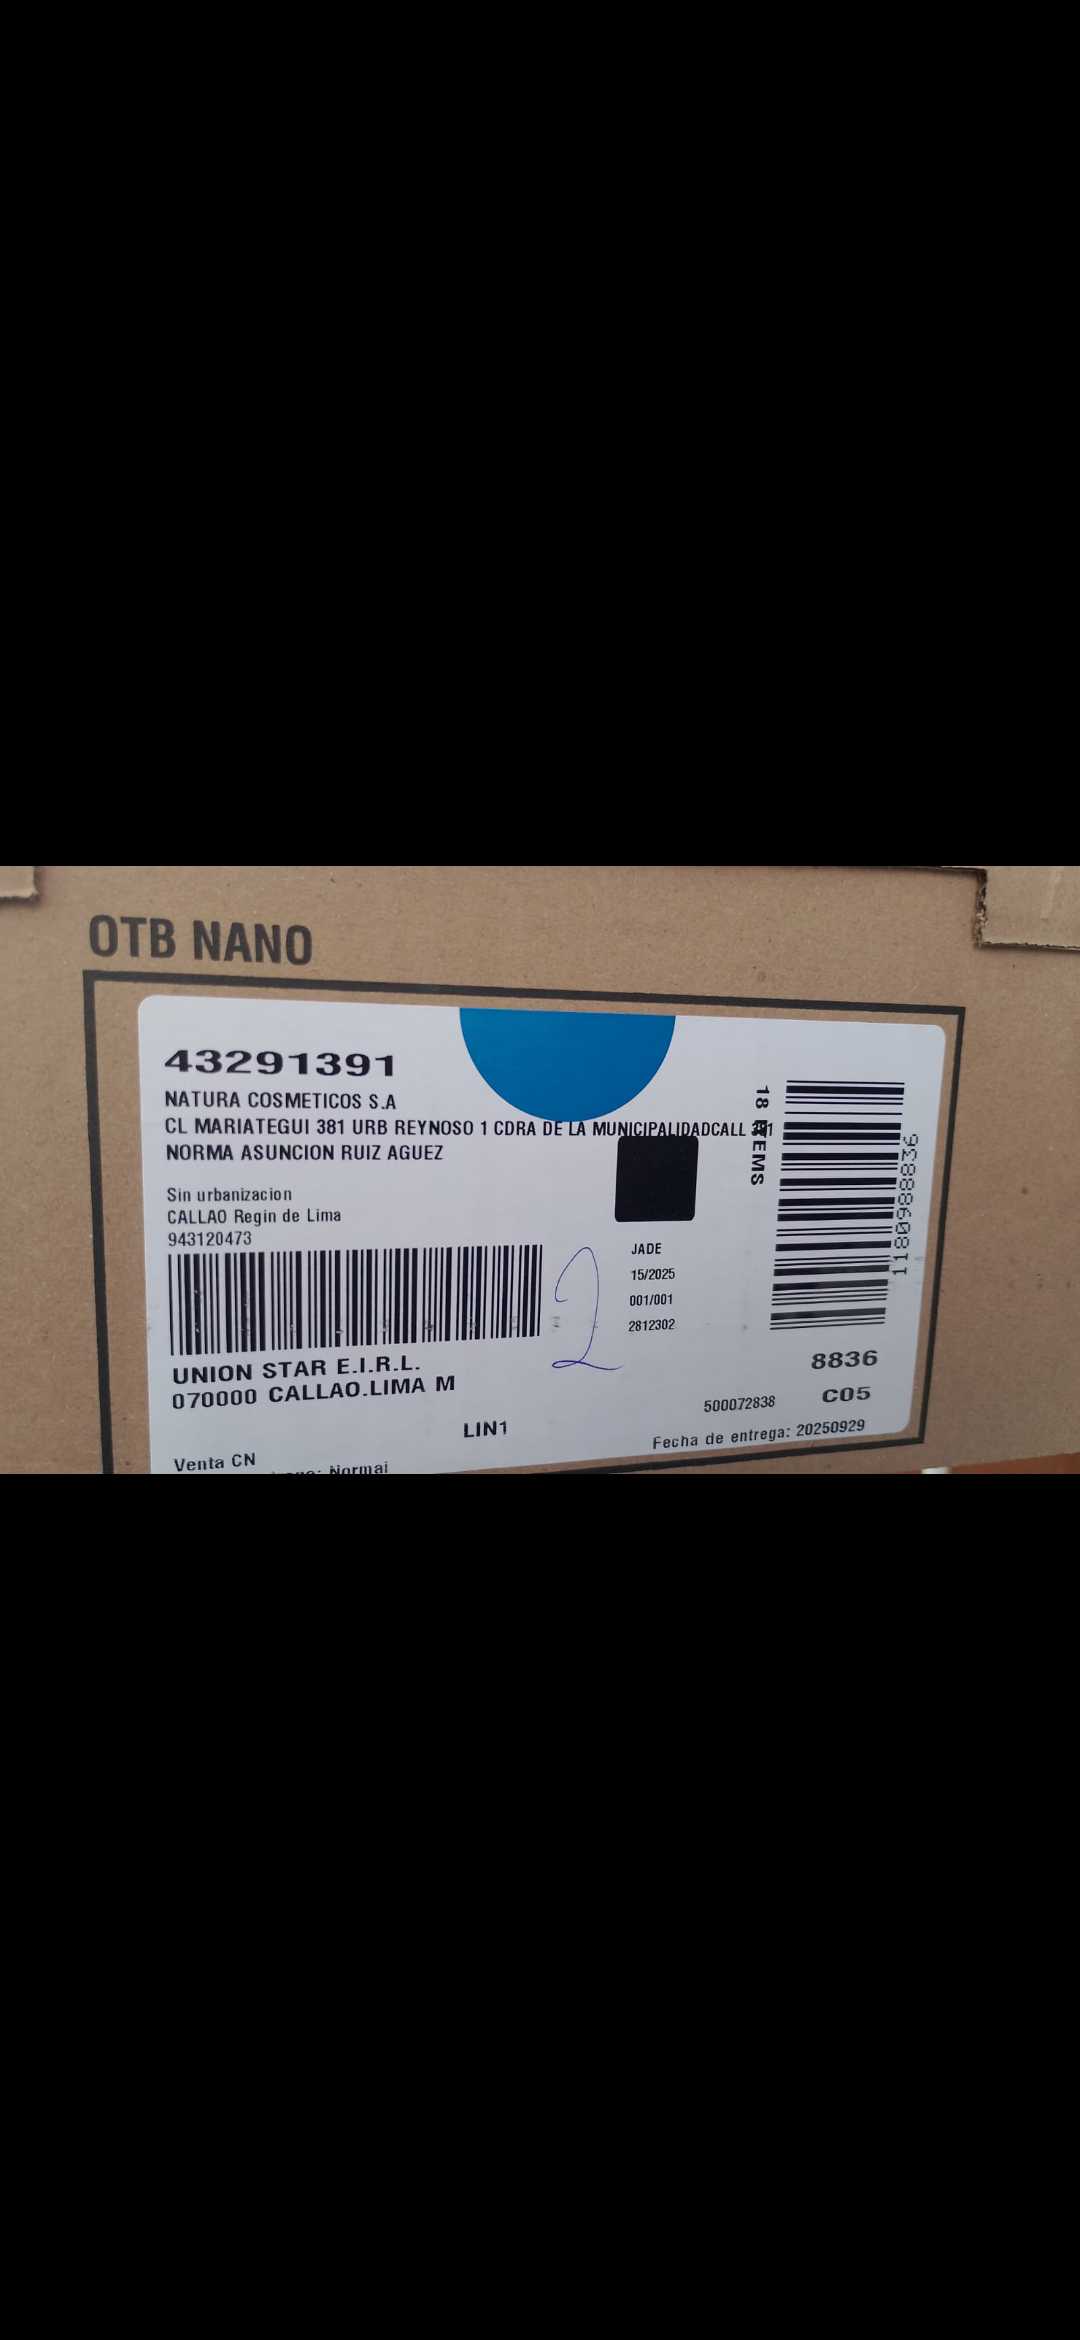 OTB NANO
43291391
NATURA COSMETICOS S.A
CL MARIATEGUI 381 URB REYNOSO 1 CDRA DE LA MUNICIPALIDADCALL
NORMA ASUNCION RUIZ AGUEZ
Sin urbanizacion
CALLAO Regin de Lima
943120473
UNION STAR E.I.R.L.
070000 CALLAO.LIMA M
LIN1
Venta CN
Normal
2
JADE
15/2025
001/001
2812302
18 ITEMS
1180988836
8836
C05
500072838
Fecha de entrega: 20250929